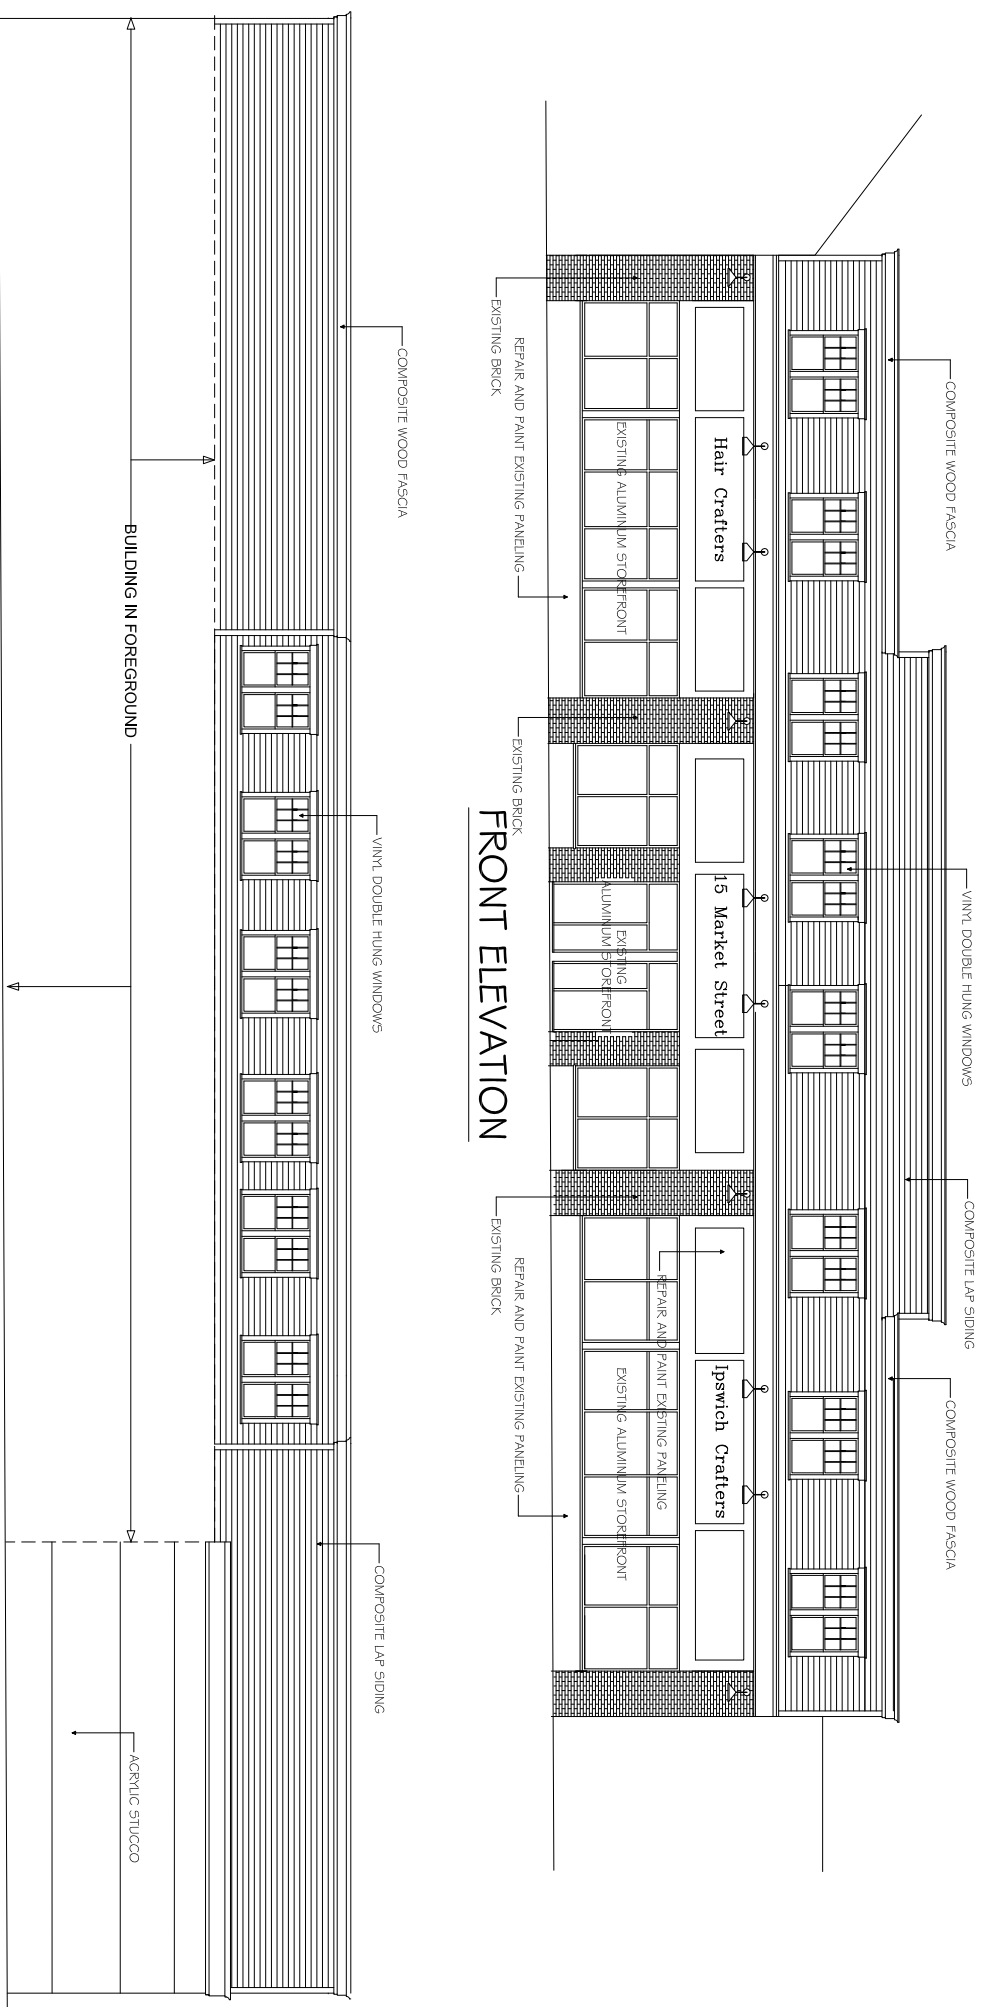 COMPOSITE WOOD FASCIA
VINYL DOUBLE HUNG WINDOWS
COMPOSITE LAP SIDING
COMPOSITE WOOD FASCIA
Hair Crafters
15 Market Street
Ipswich Crafters
REPAIR AND PAINT EXISTING PANELING
EXISTING ALUMINUM STOREFRONT
EXISTING
ALUMINUM STOREFRONT
EXISTING ALUMINIUM STOREFRONT
REPAIR AND PAINT EXISTING PANELING
EXISTING BRICK
EXISTING BRICK
REPAIR AND PAINT EXISTING PANELING
EXISTING BRICK
FRONT ELEVATION
COMPOSITE WOOD FASCIA
VINYL DOUBLE HUNG WINDOWS
COMPOSITE LAP SIDING
BUILDING IN FOREGROUND
ACRYLIC STUCCO